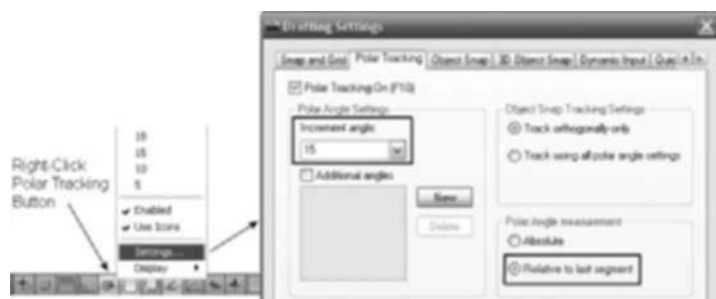 Drafting Settings
Snap and Grid
Polar Tracking
Object Snap
3D Object Snap
Dynamic Input
Quic
Polar Tracking On (F10)
Polar Angle Settings
Increment angle:
15
Additional angles
New
Delete
Object Snap Tracking Settings
Track orthogonally only
Track using all polar angle settings
Polar Angle measurement
Absolute
Relative to last segment
Right-Click
Polar Tracking
Button
15
10
5
Enabled
Use Icons
Settings...
Display